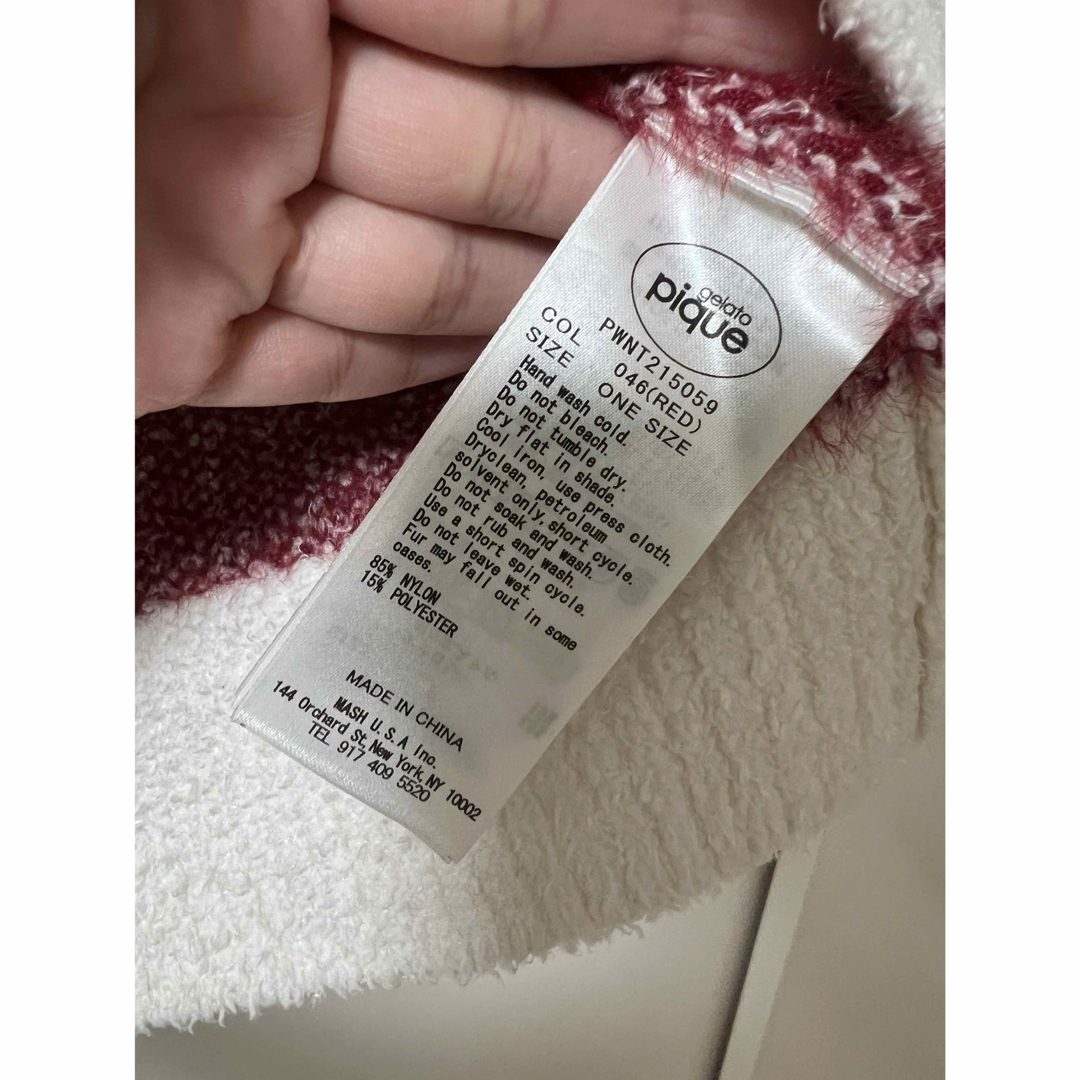 gelato
pique
PWNT215059
COL 046(RED)
SIZE ONE SIZE
Hand wash cold.
Do not bleach.
Do not tumble dry.
Dry flat in shade.
Cool iron, use press cloth.
Dryclean, petroleum
solvent only, short cycle.
Do not soak and wash.
Do not rub and wash.
Use a short spin cycle.
Do not leave wet.
Fur may fall out in some
cases.
85% NYLON
15% POLYESTER
MADE IN CHINA
MASH U.S.A Inc.
144 Orchard St, New York, NY 10002
TEL 917 409 5520